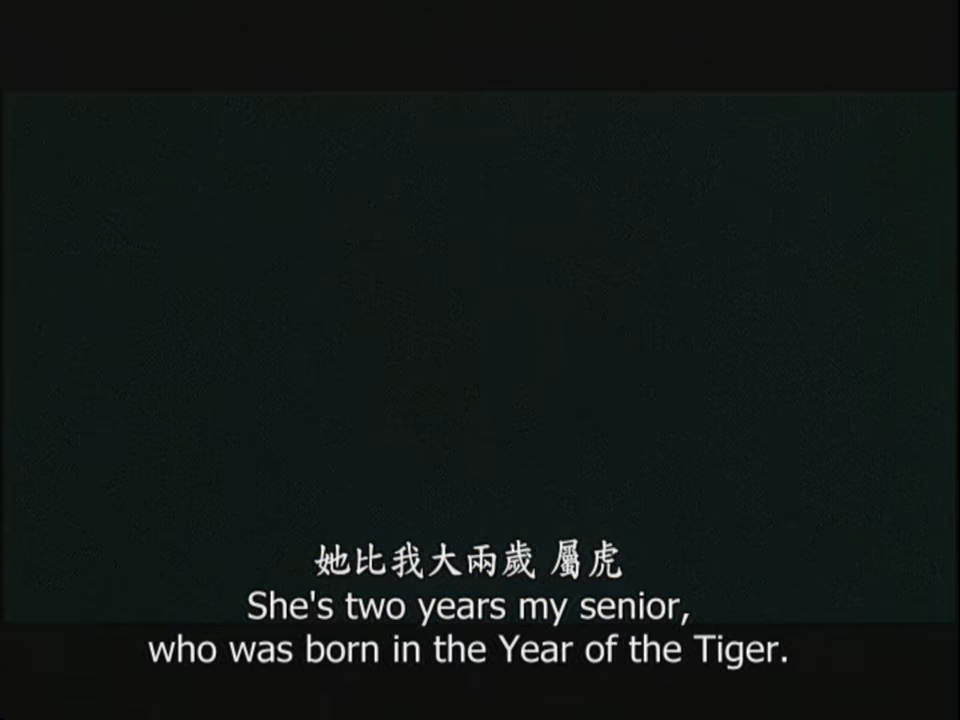 她比我大兩歲 屬虎
She's two years my senior,
who was born in the Year of the Tiger.